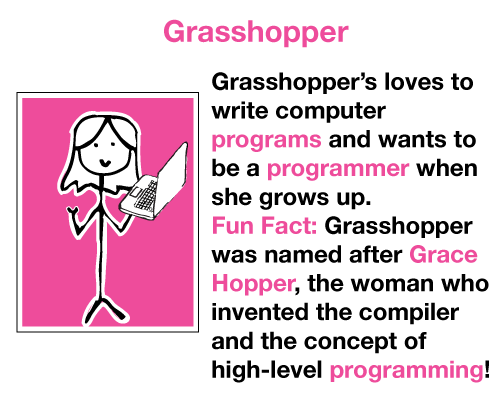 Grasshopper
Grasshopper’s loves to
write computer
programs and wants to
be a programmer when
she grows up.
Fun Fact: Grasshopper
was named after Grace
Hopper, the woman who
invented the compiler
and the concept of
high-level programming!